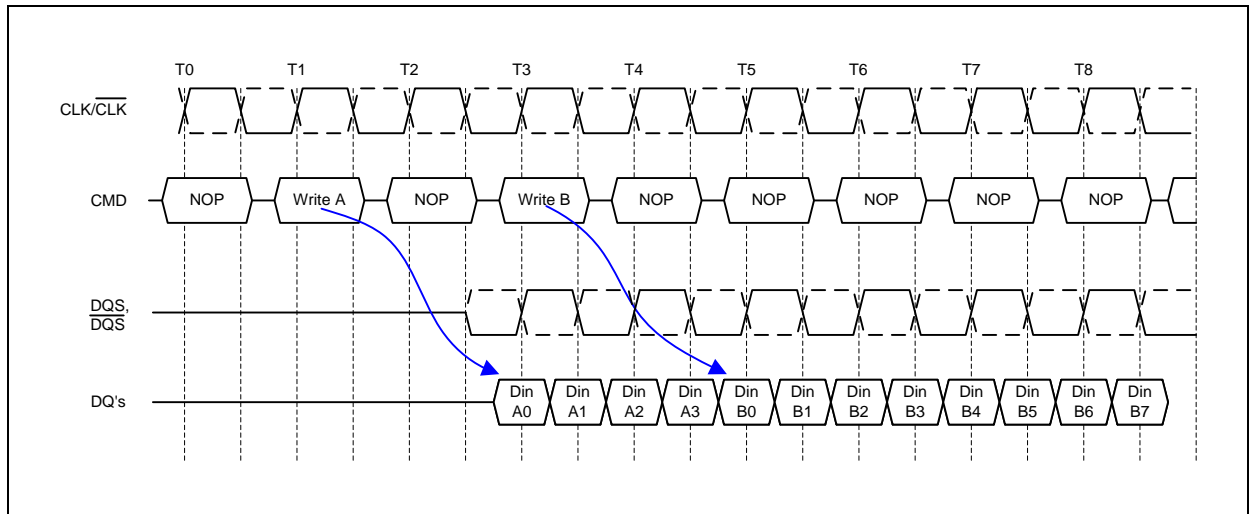 T0 T1 T2 T3 T4 T5 T6 T7 T8
CLK/CLK
CMD NOP Write A NOP Write B NOP NOP NOP NOP NOP
DQS,
DQS
DQ's Din A0 Din A1 Din A2 Din A3 Din B0 Din B1 Din B2 Din B3 Din B4 Din B5 Din B6 Din B7